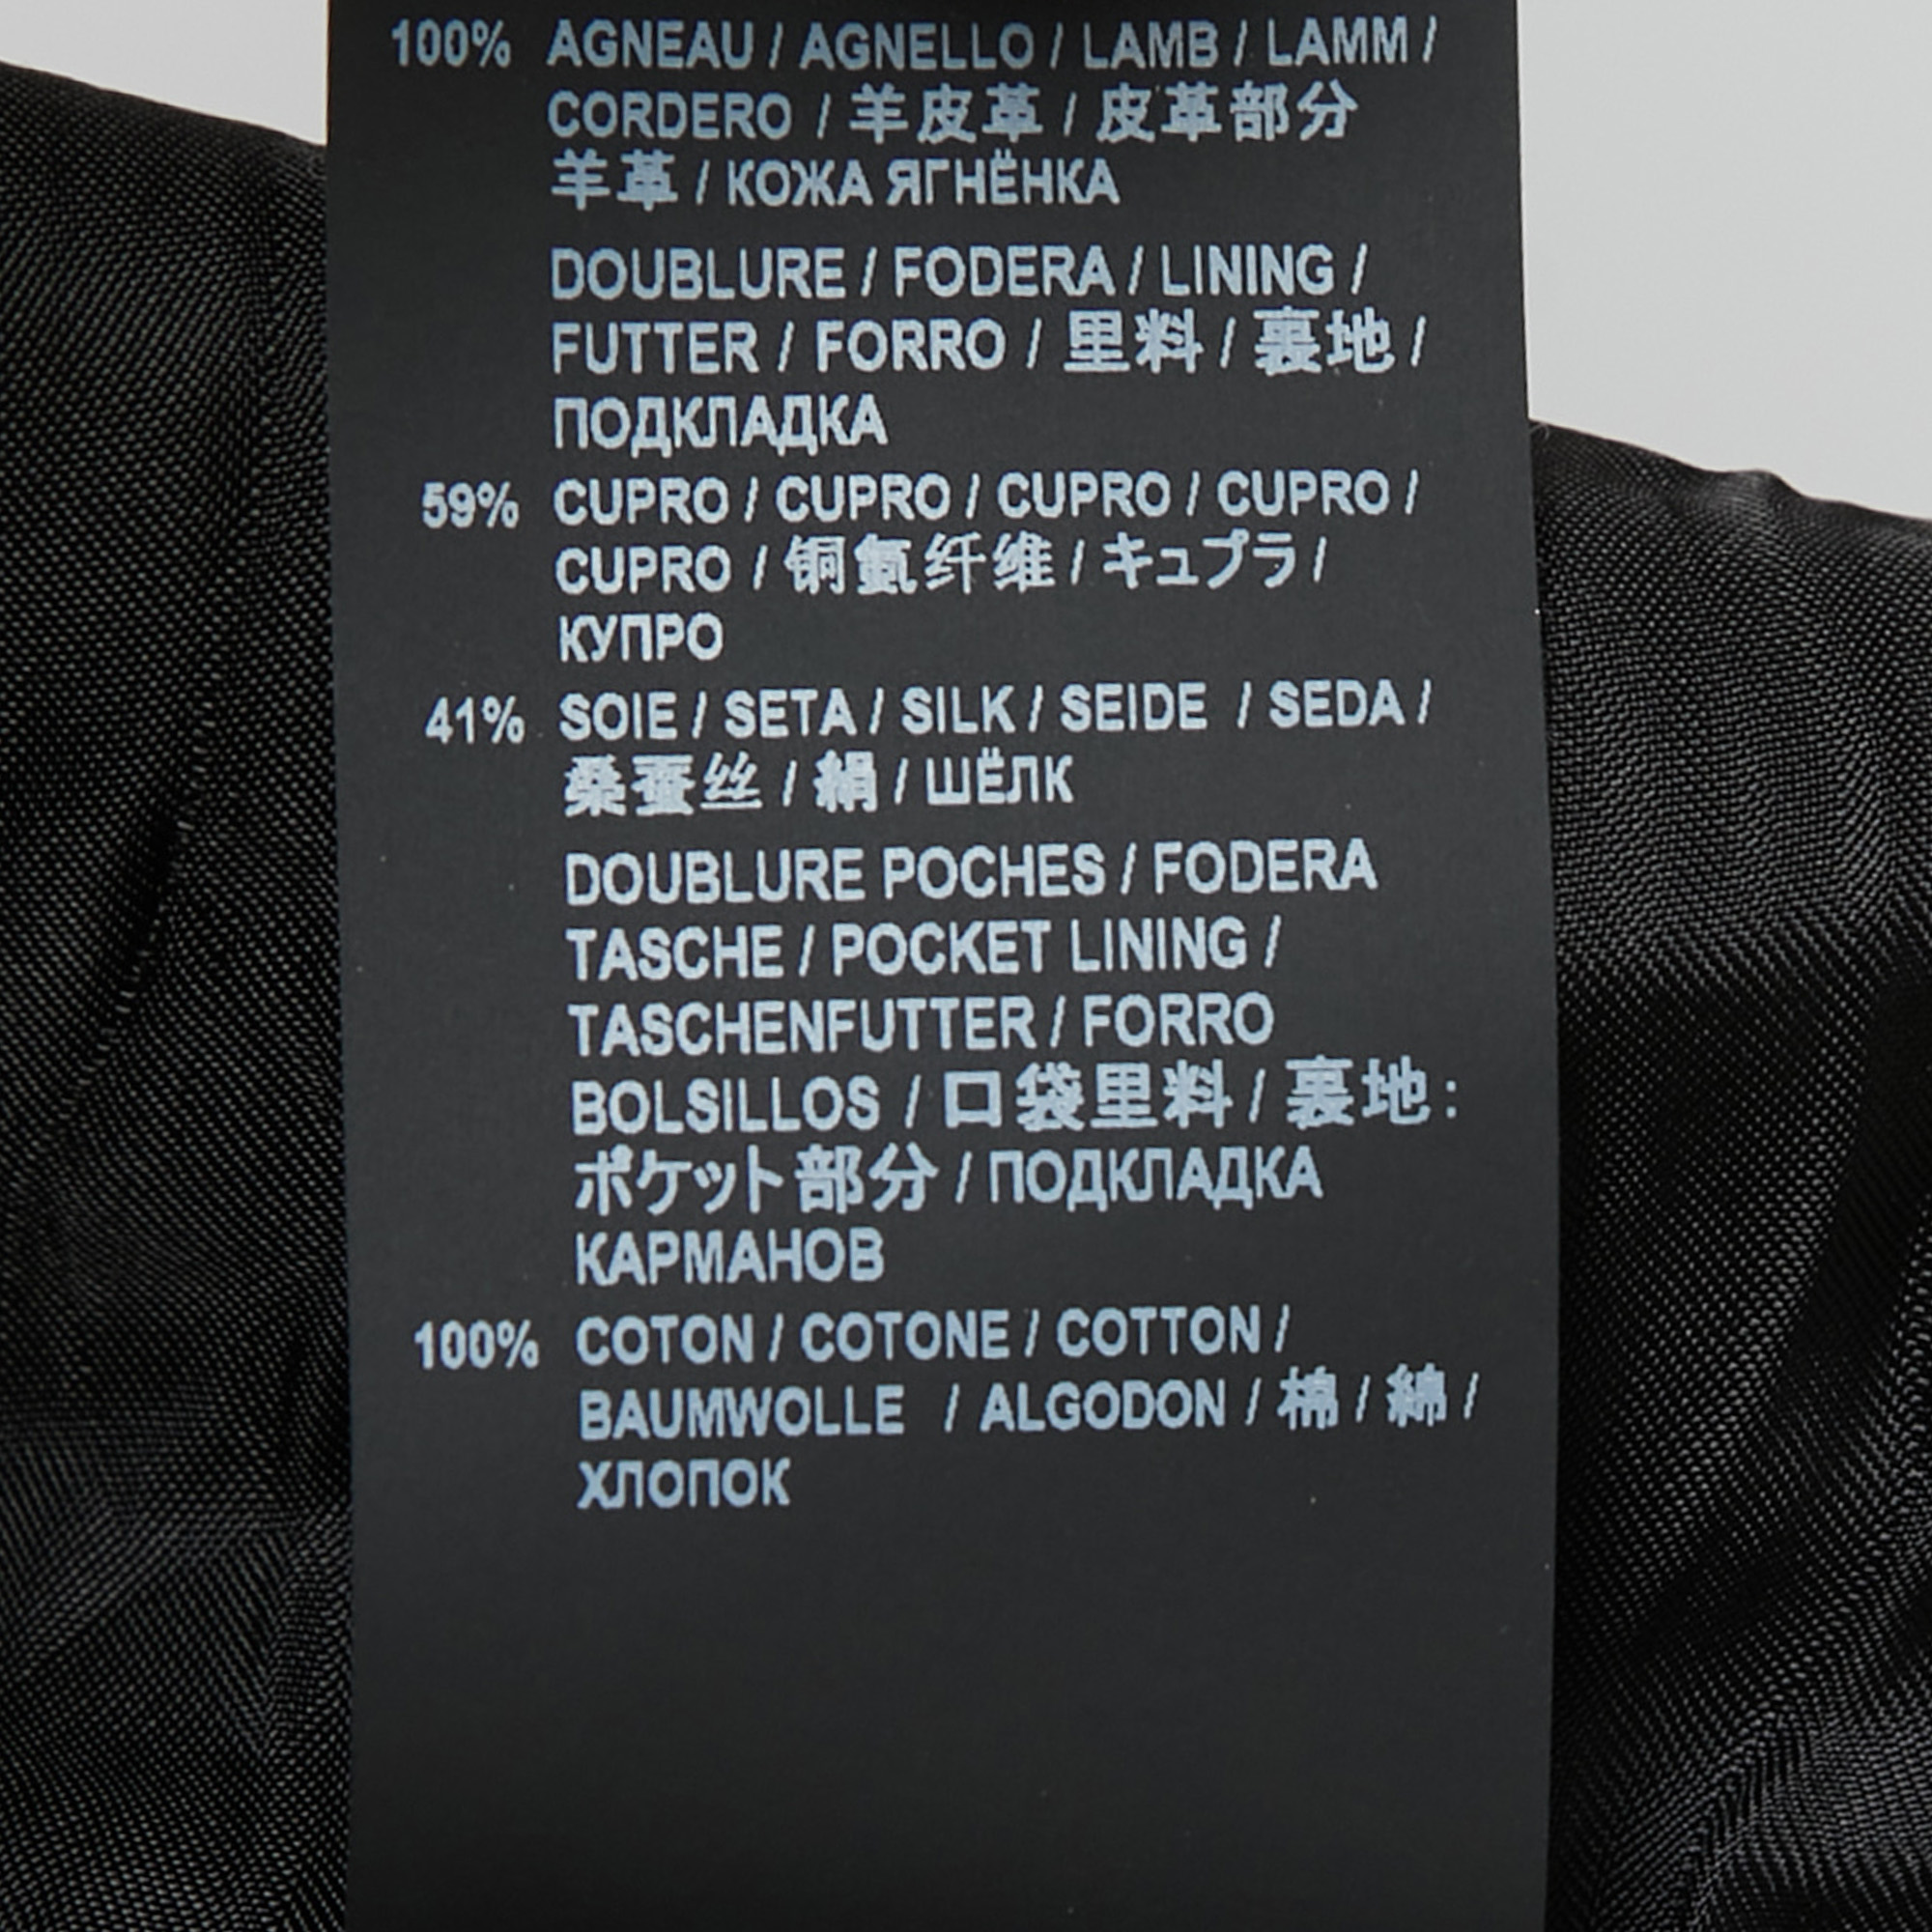 100% AGNEAU / AGNELLO / LAMB / LAMM /
CORDERO / 羊皮革 / 皮革部分
羊革 / КОЖА ЯГНЁНКА
DOUBLURE / FODERA / LINING /
FUTTER / FORRO / 里料 / 裏地 /
ПОДКЛАДКА
59% CUPRO / CUPRO / CUPRO / CUPRO /
CUPRO / 铜氨纤维 / キュプラ /
КУПРО
41% SOIE / SETA / SILK / SEIDE / SEDA /
桑蚕丝 / 絹 / ШЁЛК
DOUBLURE POCHES / FODERA
TASCHE / POCKET LINING /
TASCHENFUTTER / FORRO
BOLSILLOS / 口袋里料 / 裏地:
ポケット部分 / ПОДКЛАДКА
КАРМАНОВ
100% COTON / COTONE / COTTON /
BAUMWOLLE / ALGODON / 棉 / 綿 /
ХЛОПОК